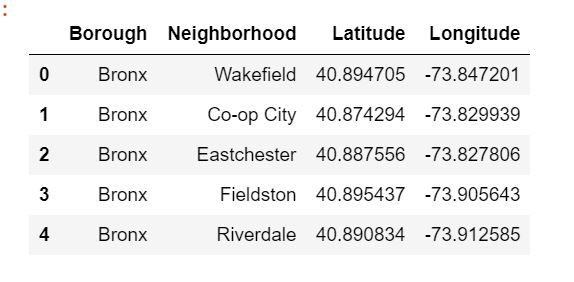 :
Borough Neighborhood Latitude Longitude
0 Bronx Wakefield 40.894705 -73.847201
1 Bronx Co-op City 40.874294 -73.829939
2 Bronx Eastchester 40.887556 -73.827806
3 Bronx Fieldston 40.895437 -73.905643
4 Bronx Riverdale 40.890834 -73.912585